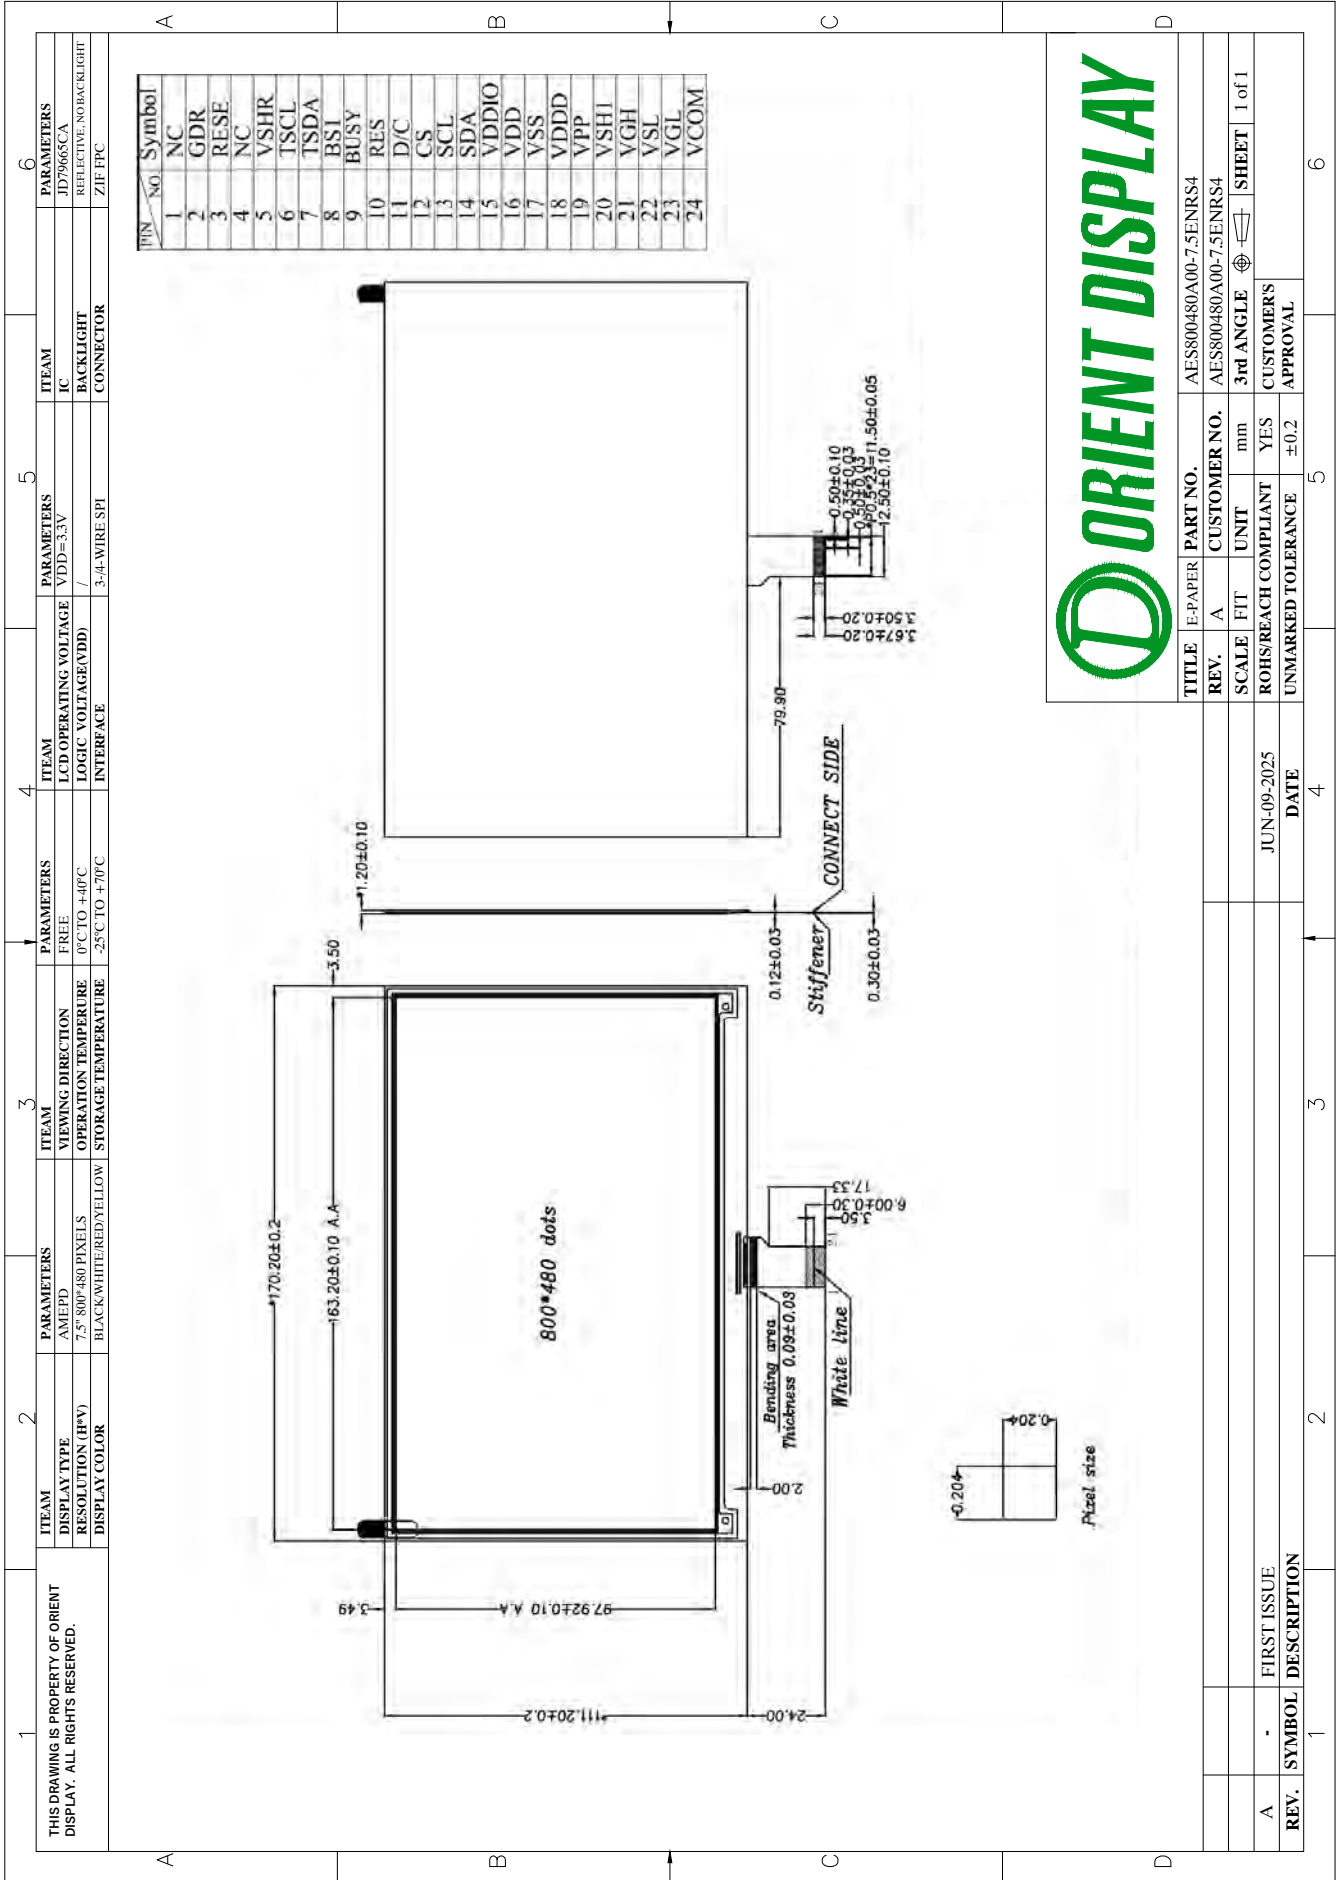 1 2 3 4 5 6
THIS DRAWING IS PROPERTY OF ORIENT
DISPLAY. ALL RIGHTS RESERVED.
ITEAM PARAMETERS ITEAM PARAMETERS ITEAM PARAMETERS ITEAM PARAMETERS
DISPLAY TYPE AMEPD VIEWING DIRECTION FREE LCD OPERATING VOLTAGE VDD=3.3V IC JD79665CA
RESOLUTION (H*V) 7.5" 800*480 PIXELS OPERATION TEMPERURE 0°C TO +40°C LOGIC VOLTAGE(VDD) / BACKLIGHT REFLECTIVE, NO BACKLIGHT
DISPLAY COLOR BLACK/WHITE/RED/YELLOW STORAGE TEMPERATURE -25°C TO +70°C INTERFACE 3-/4-WIRE SPI CONNECTOR ZIF FPC
A A
B B
C C
D D
PIN NO Symbol
1 NC
2 GDR
3 RESE
4 NC
5 VSHR
6 TSCL
7 TSDA
8 BS1
9 BUSY
10 RES
11 D/C
12 CS
13 SCL
14 SDA
15 VDDIO
16 VDD
17 VSS
18 VDDD
19 VPP
20 VSH1
21 VGH
22 VSL
23 VGL
24 VCOM
*170.20±0.2
163.20±0.10 A.A
3.50
3.49
97.92±0.10 A.A
*111.20±0.2
24.00
800*480 dots
2.00
Bending area
Thickness 0.09±0.03
White line
3.50
6.00±0.30
17.33
*1.20±0.10
0.12±0.03
Stiffener
CONNECT SIDE
0.30±0.03
79.90
3.50±0.20
3.67±0.20
0.50±0.10
0.35±0.03
0.50±0.03
*P0.5*23=11.50±0.05
12.50±0.10
0.204
0.204
Pixel size
ORIENT DISPLAY
TITLE E-PAPER PART NO. AES800480A00-7.5ENRS4
REV. A CUSTOMER NO. AES800480A00-7.5ENRS4
SCALE FIT UNIT mm 3rd ANGLE SHEET 1 of 1
ROHS/REACH COMPLIANT YES CUSTOMER'S
APPROVAL
UNMARKED TOLERANCE ±0.2
A - FIRST ISSUE JUN-09-2025
REV. SYMBOL DESCRIPTION DATE
1 2 3 4 5 6